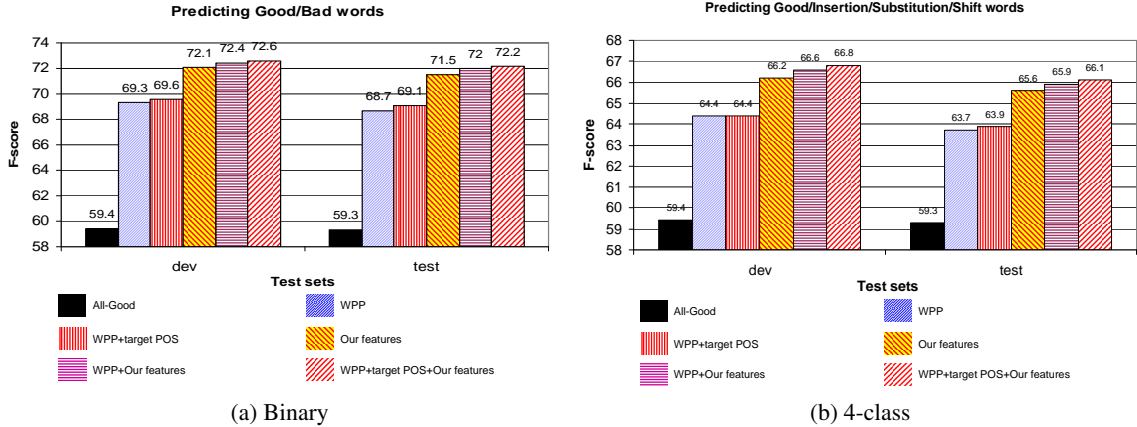 Predicting Good/Bad words
74
72
70
68
66
64
62
60
58
F-score
59.4
69.3
69.6
72.1
72.4
72.6
59.3
68.7
69.1
71.5
72
72.2
dev
test
Test sets
All-Good
WPP
WPP+target POS
Our features
WPP+Our features
WPP+target POS+Our features
(a) Binary
Predicting Good/Insertion/Substitution/Shift words
68
67
66
65
64
63
62
61
60
59
58
F-score
59.4
64.4
64.4
66.2
66.6
66.8
59.3
63.7
63.9
65.6
65.9
66.1
dev
test
Test sets
All-Good
WPP
WPP+target POS
Our features
WPP+Our features
WPP+target POS+Our features
(b) 4-class